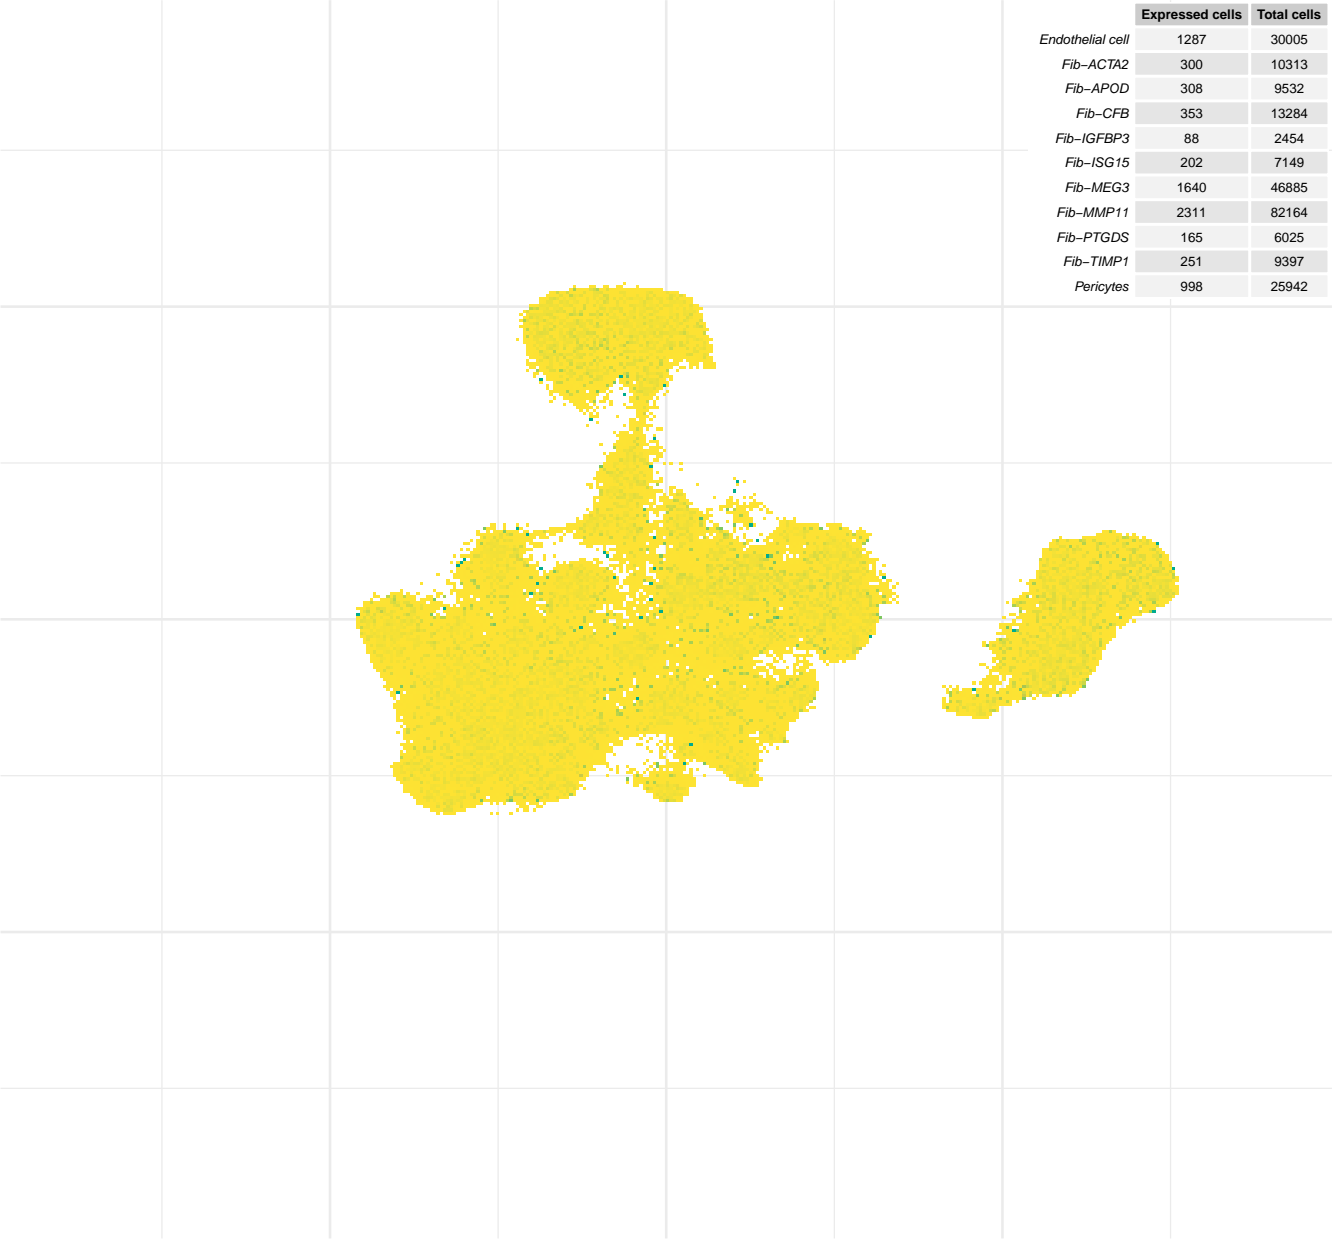 Expressed cells Total cells
Endothelial cell 1287 30005
Fib−ACTA2 300 10313
Fib−APOD 308 9532
Fib−CFB 353 13284
Fib−IGFBP3 88 2454
Fib−ISG15 202 7149
Fib−MEG3 1640 46885
Fib−MMP11 2311 82164
Fib−PTGDS 165 6025
Fib−TIMP1 251 9397
Pericytes 998 25942